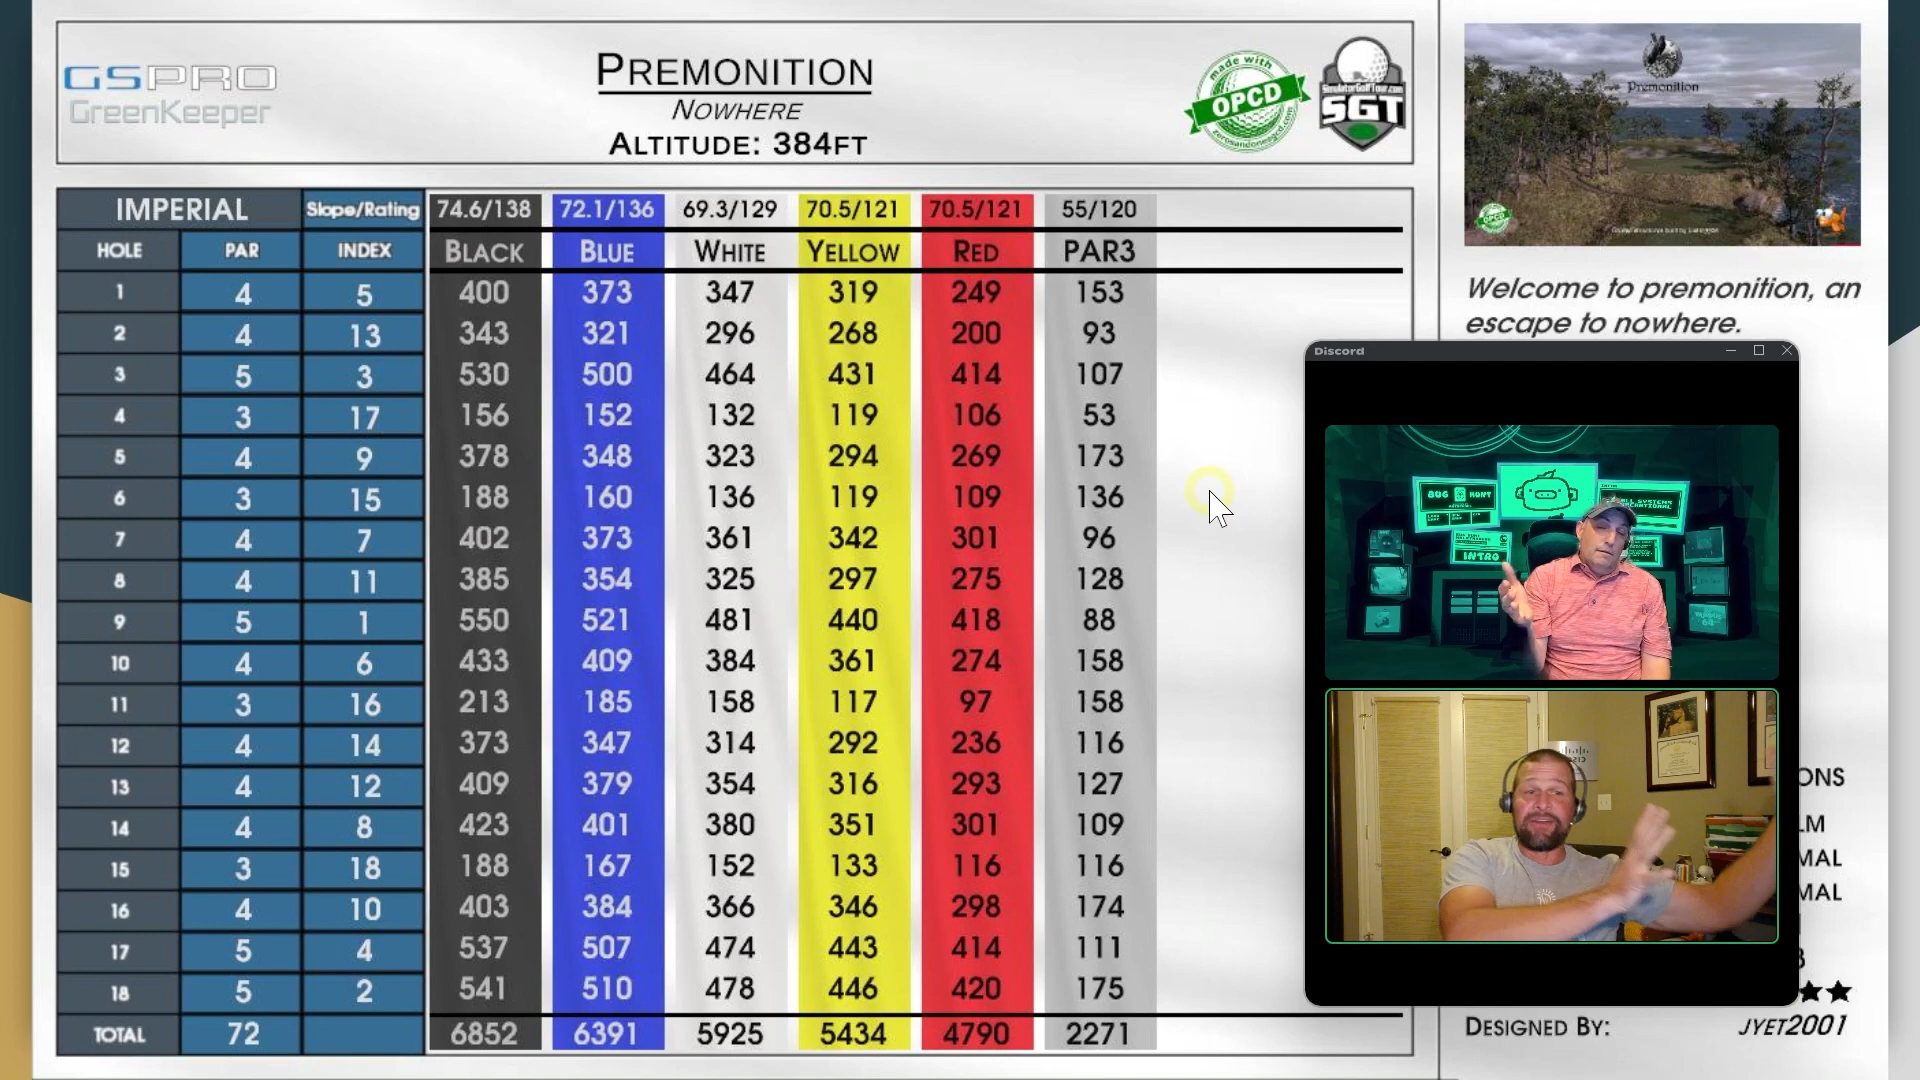 GSPRO
GreenKeeper
PREMONITION
NOWHERE
ALTITUDE: 384FT
made with
OPCD
zerosandonesgcd.com
SimulatorGolfTour.com
SGT
Premonition
OPCD
Welcome to premonition, an
escape to nowhere.
IMPERIAL Slope/Rating 74.6/138 72.1/136 69.3/129 70.5/121 70.5/121 55/120
HOLE PAR INDEX BLACK BLUE WHITE YELLOW RED PAR3
1 4 5 400 373 347 319 249 153
2 4 13 343 321 296 268 200 93
3 5 3 530 500 464 431 414 107
4 3 17 156 152 132 119 106 53
5 4 9 378 348 323 294 269 173
6 3 15 188 160 136 119 109 136
7 4 7 402 373 361 342 301 96
8 4 11 385 354 325 297 275 128
9 5 1 550 521 481 440 418 88
10 4 6 433 409 384 361 274 158
11 3 16 213 185 158 117 97 158
12 4 14 373 347 314 292 236 116
13 4 12 409 379 354 316 293 127
14 4 8 423 401 380 351 301 109
15 3 18 188 167 152 133 116 116
16 4 10 403 384 366 346 298 174
17 5 4 537 507 474 443 414 111
18 5 2 541 510 478 446 420 175
TOTAL 72 6852 6391 5925 5434 4790 2271
Discord
INTRO
ONS
LM
MAL
MAL
DESIGNED BY: JYET2001